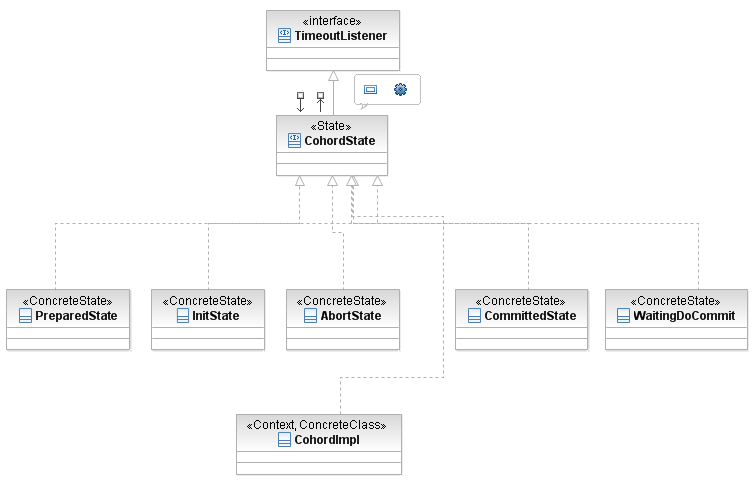 «interface»
TimeoutListener
«State»
CohordState
«ConcreteState»
PreparedState
«ConcreteState»
InitState
«ConcreteState»
AbortState
«ConcreteState»
CommittedState
«ConcreteState»
WaitingDoCommit
«Context, ConcreteClass»
CohordImpl